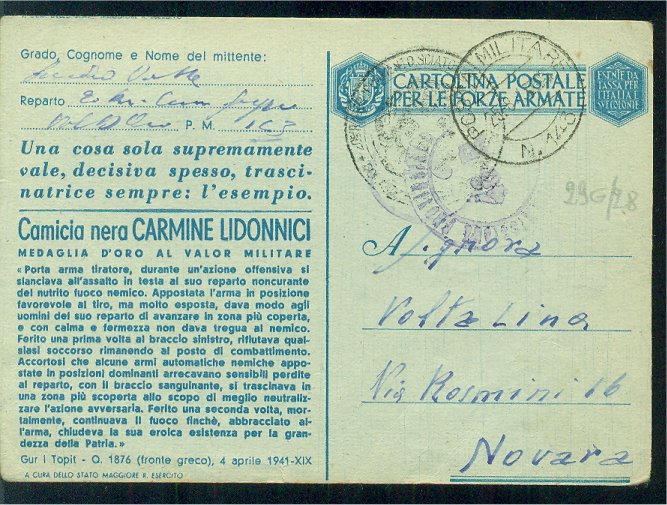 A CURA DELLO STATO MAGGIORE R. ESERCITO
Grado, Cognome e Nome del mittente:
Reparto
P. M.
Una cosa sola supremamente
vale, decisiva spesso, trasci-
natrice sempre: l'esempio.
Camicia nera CARMINE LIDONNICI
MEDAGLIA D'ORO AL VALOR MILITARE
«Porta arma tiratore, durante un'azione offensiva si
slanciava all'assalto in testa al suo reparto noncurante
del nutrito fuoco nemico. Appostata l'arma in posizione
favorevole al tiro, ma molto esposta, dava modo agli
uomini del suo reparto di avanzare in zona più coperta,
e con calma e fermezza non dava tregua al nemico.
Ferito una prima volta al braccio sinistro, rifiutava qual-
siasi soccorso rimanendo al posto di combattimento.
Accortosi che alcune armi automatiche nemiche appo-
state in posizioni dominanti arrecavano sensibili perdite
al reparto, con il braccio sanguinante, si trascinava in
una zona più scoperta allo scopo di meglio neutraliz-
zare l'azione avversaria. Ferito una seconda volta, mor-
talmente, continuava il fuoco finchè, abbracciato al-
l'arma, chiudeva la sua eroica esistenza per la gran-
dezza della Patria.»
Gur i Topit - Q. 1876 (fronte greco), 4 aprile 1941-XIX
A CURA DELLO STATO MAGGIORE R. ESERCITO
CARTOLINA POSTALE
PER LE FORZE ARMATE
ESENTE DA
TASSA PER
ITALIA E
SVE COLONIE
POSTA MILITARE
N.
A Signora
Volta Lina
Via Rosmini 16
Novara